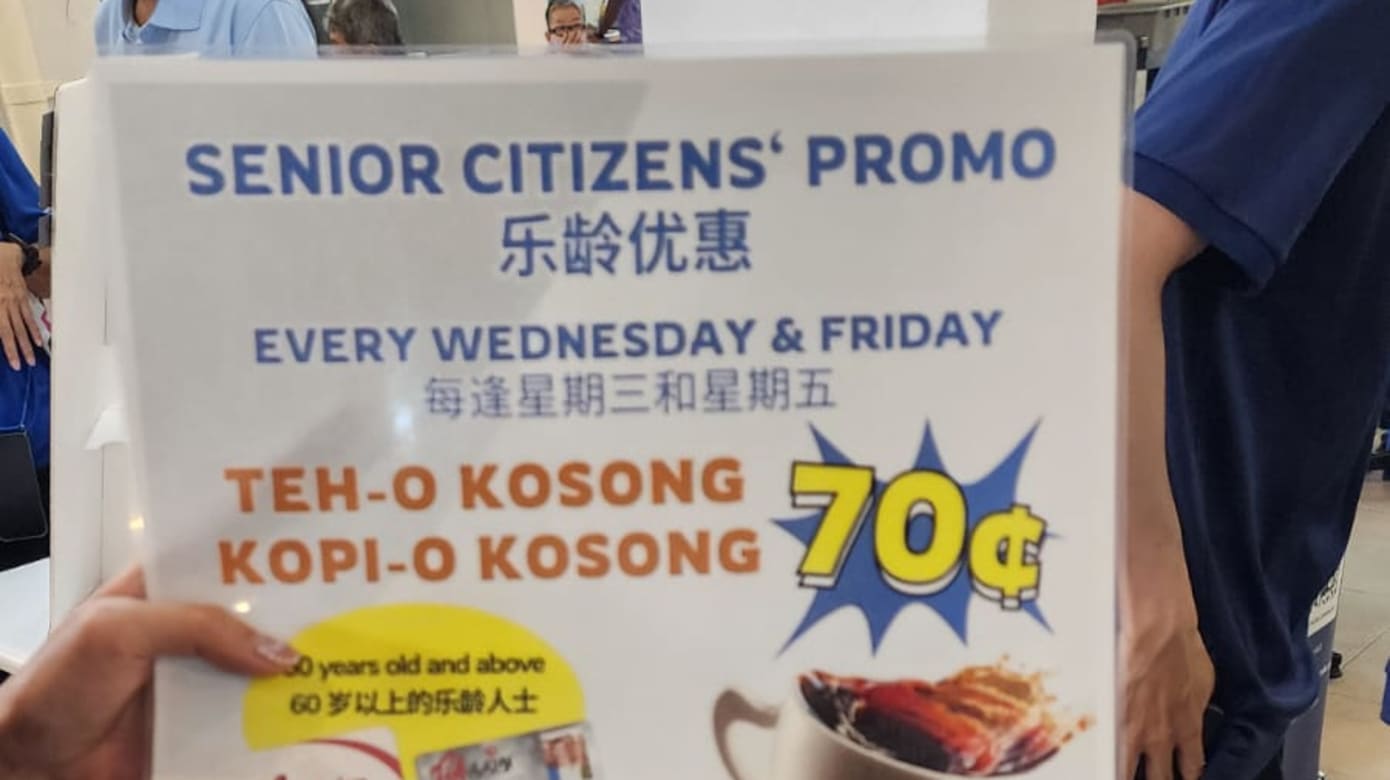 SENIOR CITIZENS‘ PROMO
乐龄优惠
EVERY WEDNESDAY & FRIDAY
每逢星期三和星期五
TEH-O KOSONG
KOPI-O KOSONG
70¢
60 years old and above
60 岁以上的乐龄人士